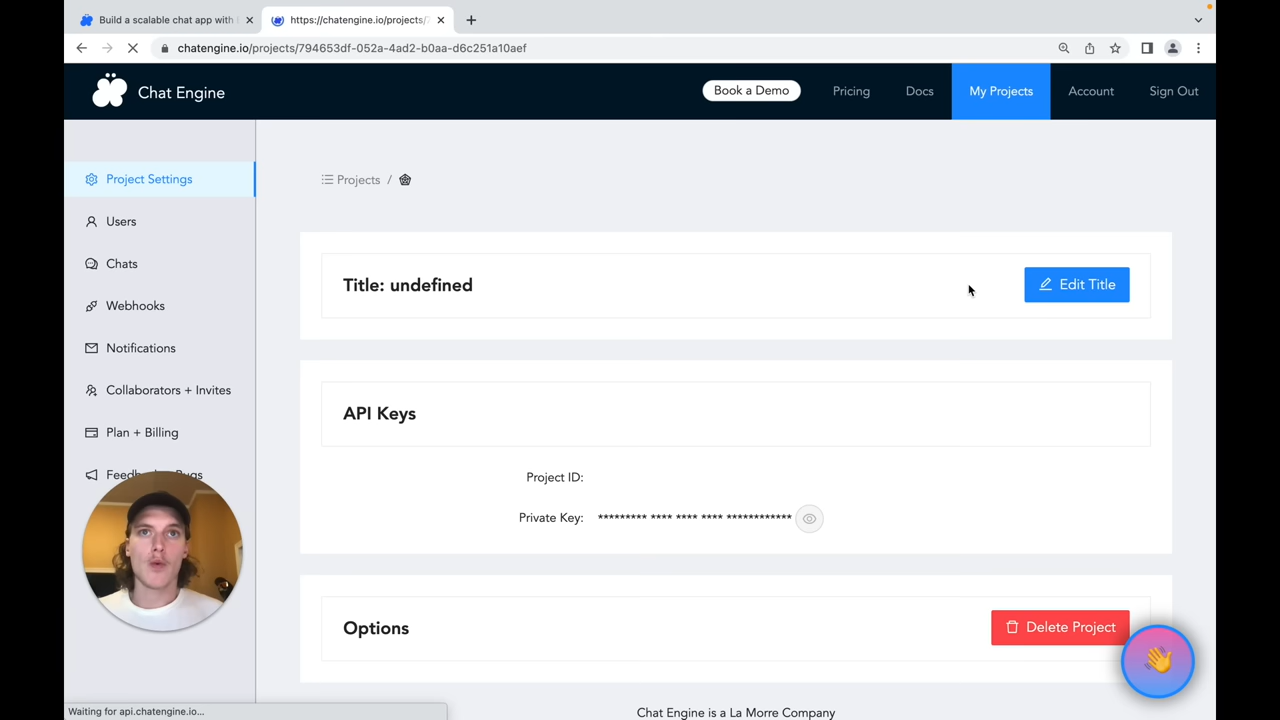 Build a scalable chat app with
https://chatengine.io/projects/7
chatengine.io/projects/794653df-052a-4ad2-b0aa-d6c251a10aef
Chat Engine
Book a Demo
Pricing
Docs
My Projects
Account
Sign Out
Project Settings
Users
Chats
Webhooks
Notifications
Collaborators + Invites
Plan + Billing
Projects /
Title: undefined
Edit Title
API Keys
Project ID:
Private Key: ********* **** **** **** ************
Options
Delete Project
Waiting for api.chatengine.io...
Chat Engine is a La Morre Company